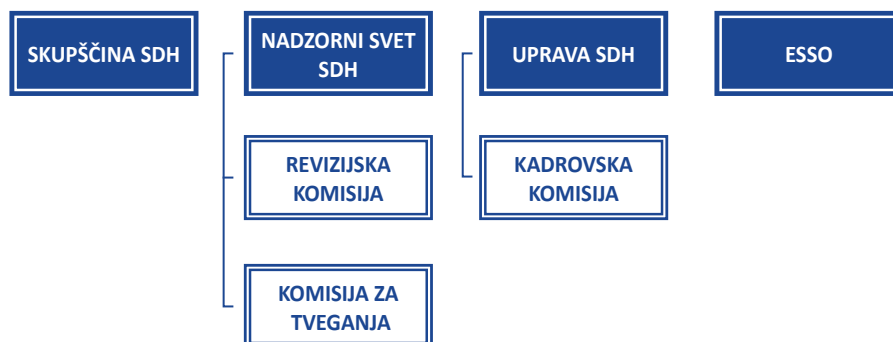 SKUPŠČINA SDH
NADZORNI SVET
SDH
UPRAVA SDH
ESSO
REVIZIJSKA
KOMISIJA
KADROVSKA
KOMISIJA
KOMISIJA ZA
TVEGANJA